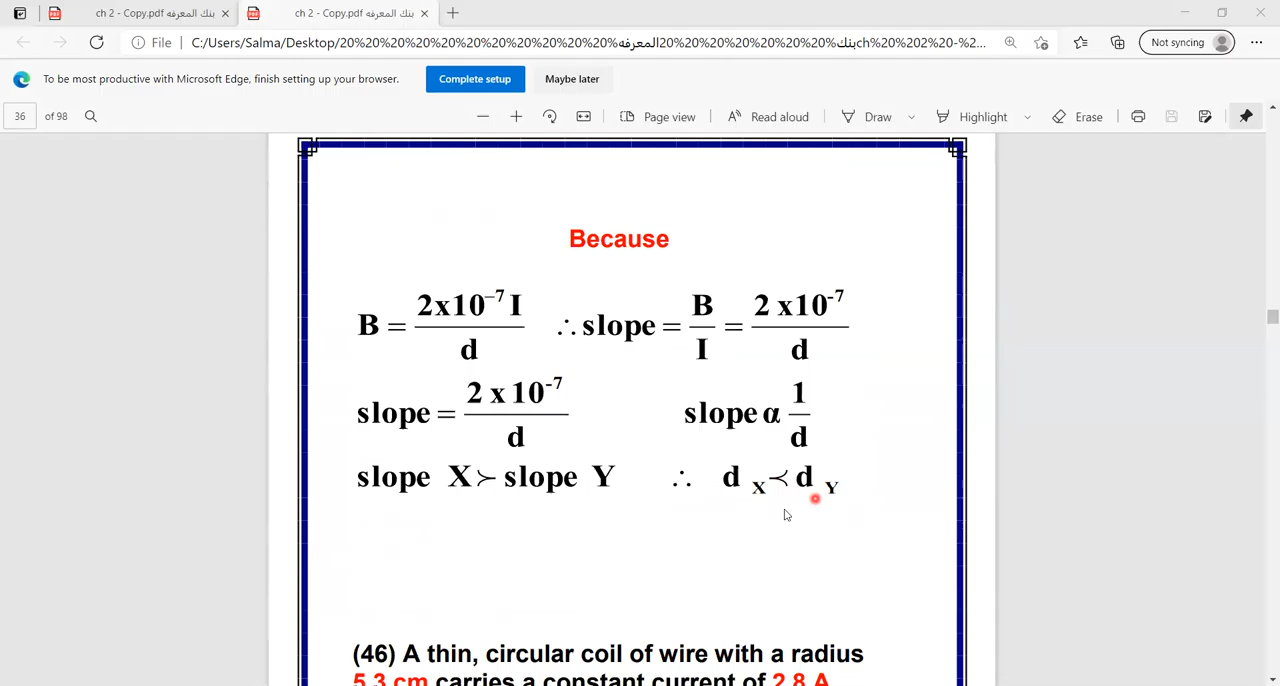 ch 2 - Copy.pdf بنك المعرفه
ch 2 - Copy.pdf بنك المعرفه
File
C:/Users/Salma/Desktop/20%20%20%20%20%20%20%20%20%20%20%المعرفه20%20%20%20%20%20%20%بنكch%20%202%20-%2...
Not syncing
To be most productive with Microsoft Edge, finish setting up your browser.
Complete setup
Maybe later
36 of 98
Page view
Read aloud
Draw
Highlight
Erase
Because
B = 2x10⁻⁷ I / d ∴ slope = B / I = 2 x10⁻⁷ / d
slope = 2 x 10⁻⁷ / d slope α 1 / d
slope X ≻ slope Y ∴ d X ≺ d Y
(46) A thin, circular coil of wire with a radius
5.3 cm carries a constant current of 2.8 A